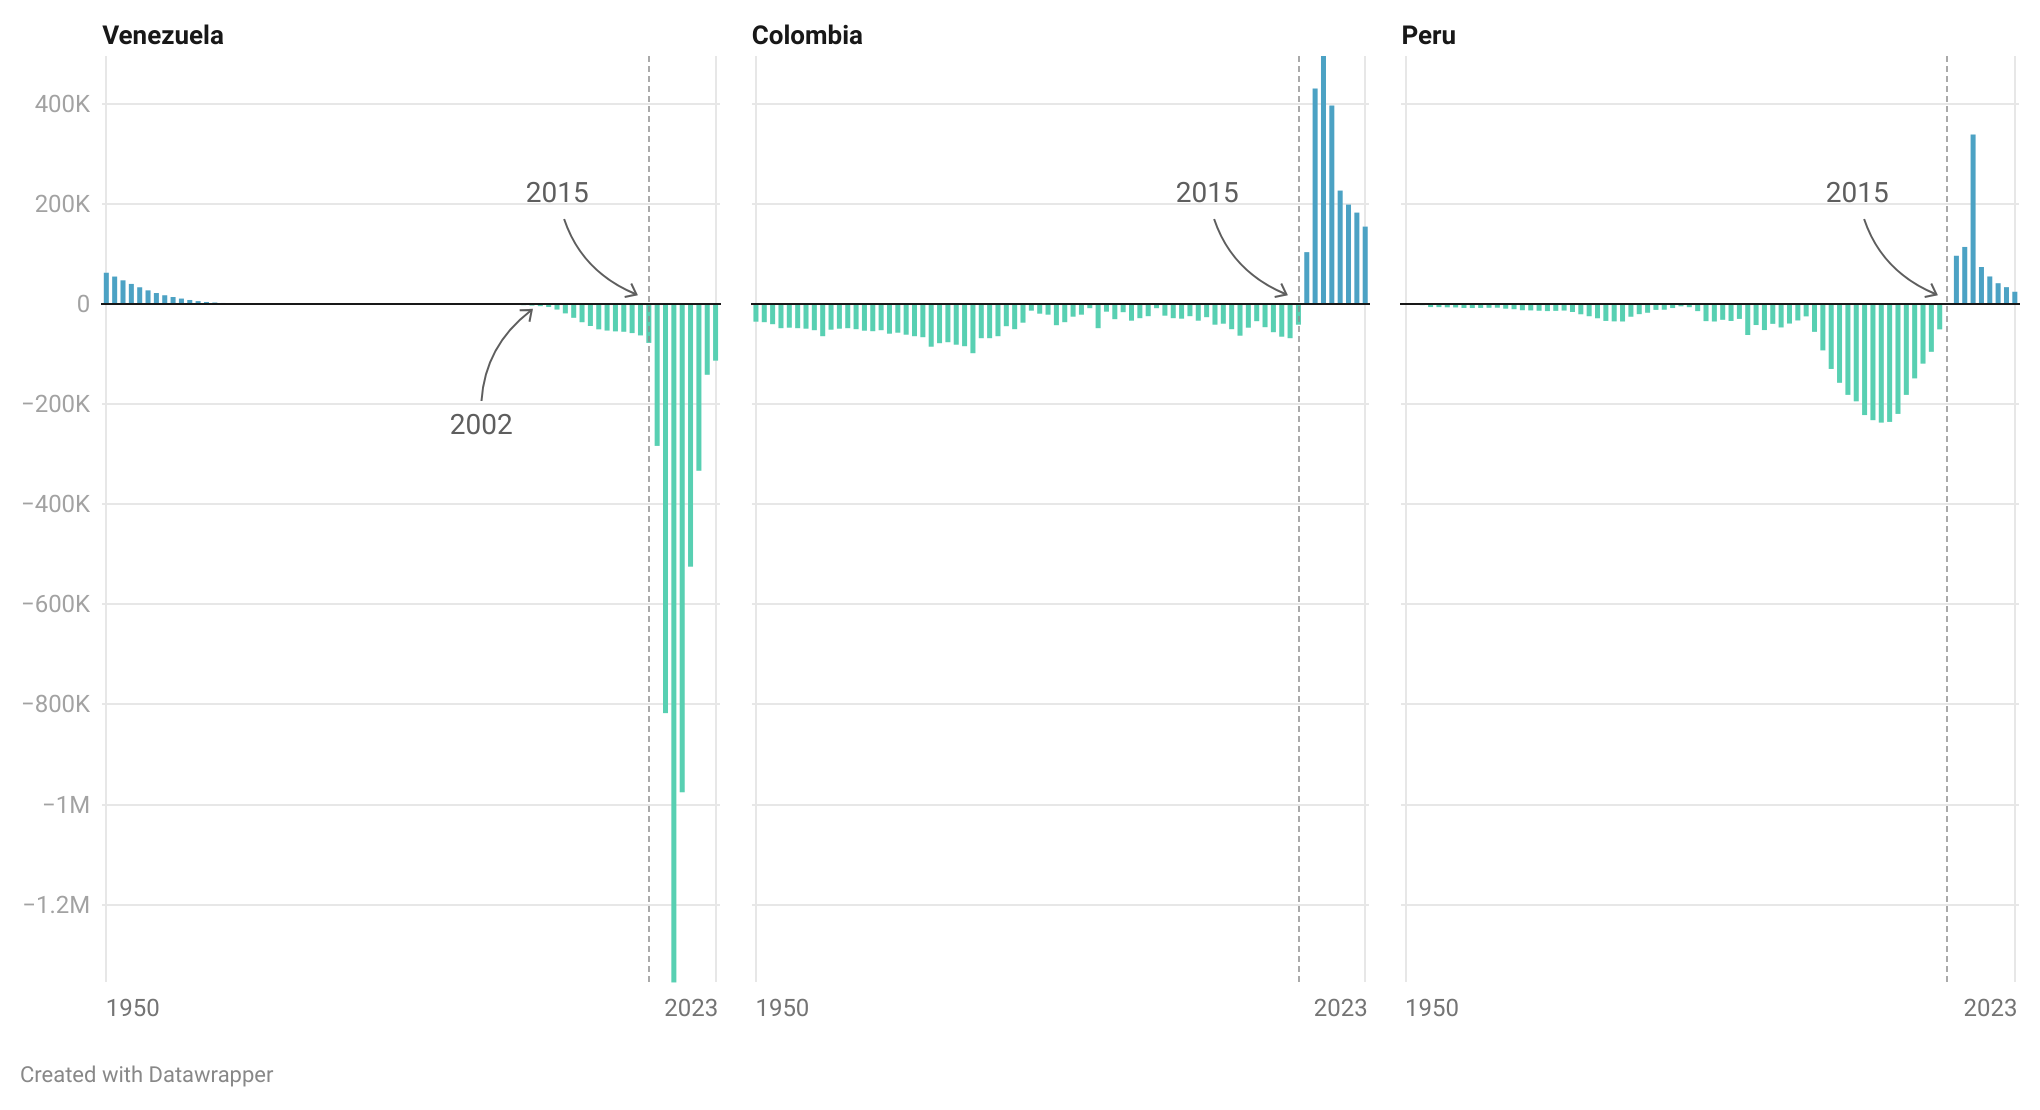 Venezuela
Colombia
Peru
400K
200K
0
−200K
−400K
−600K
−800K
−1M
−1.2M
2015
2002
2015
2015
1950
2023
1950
2023
1950
2023
Created with Datawrapper